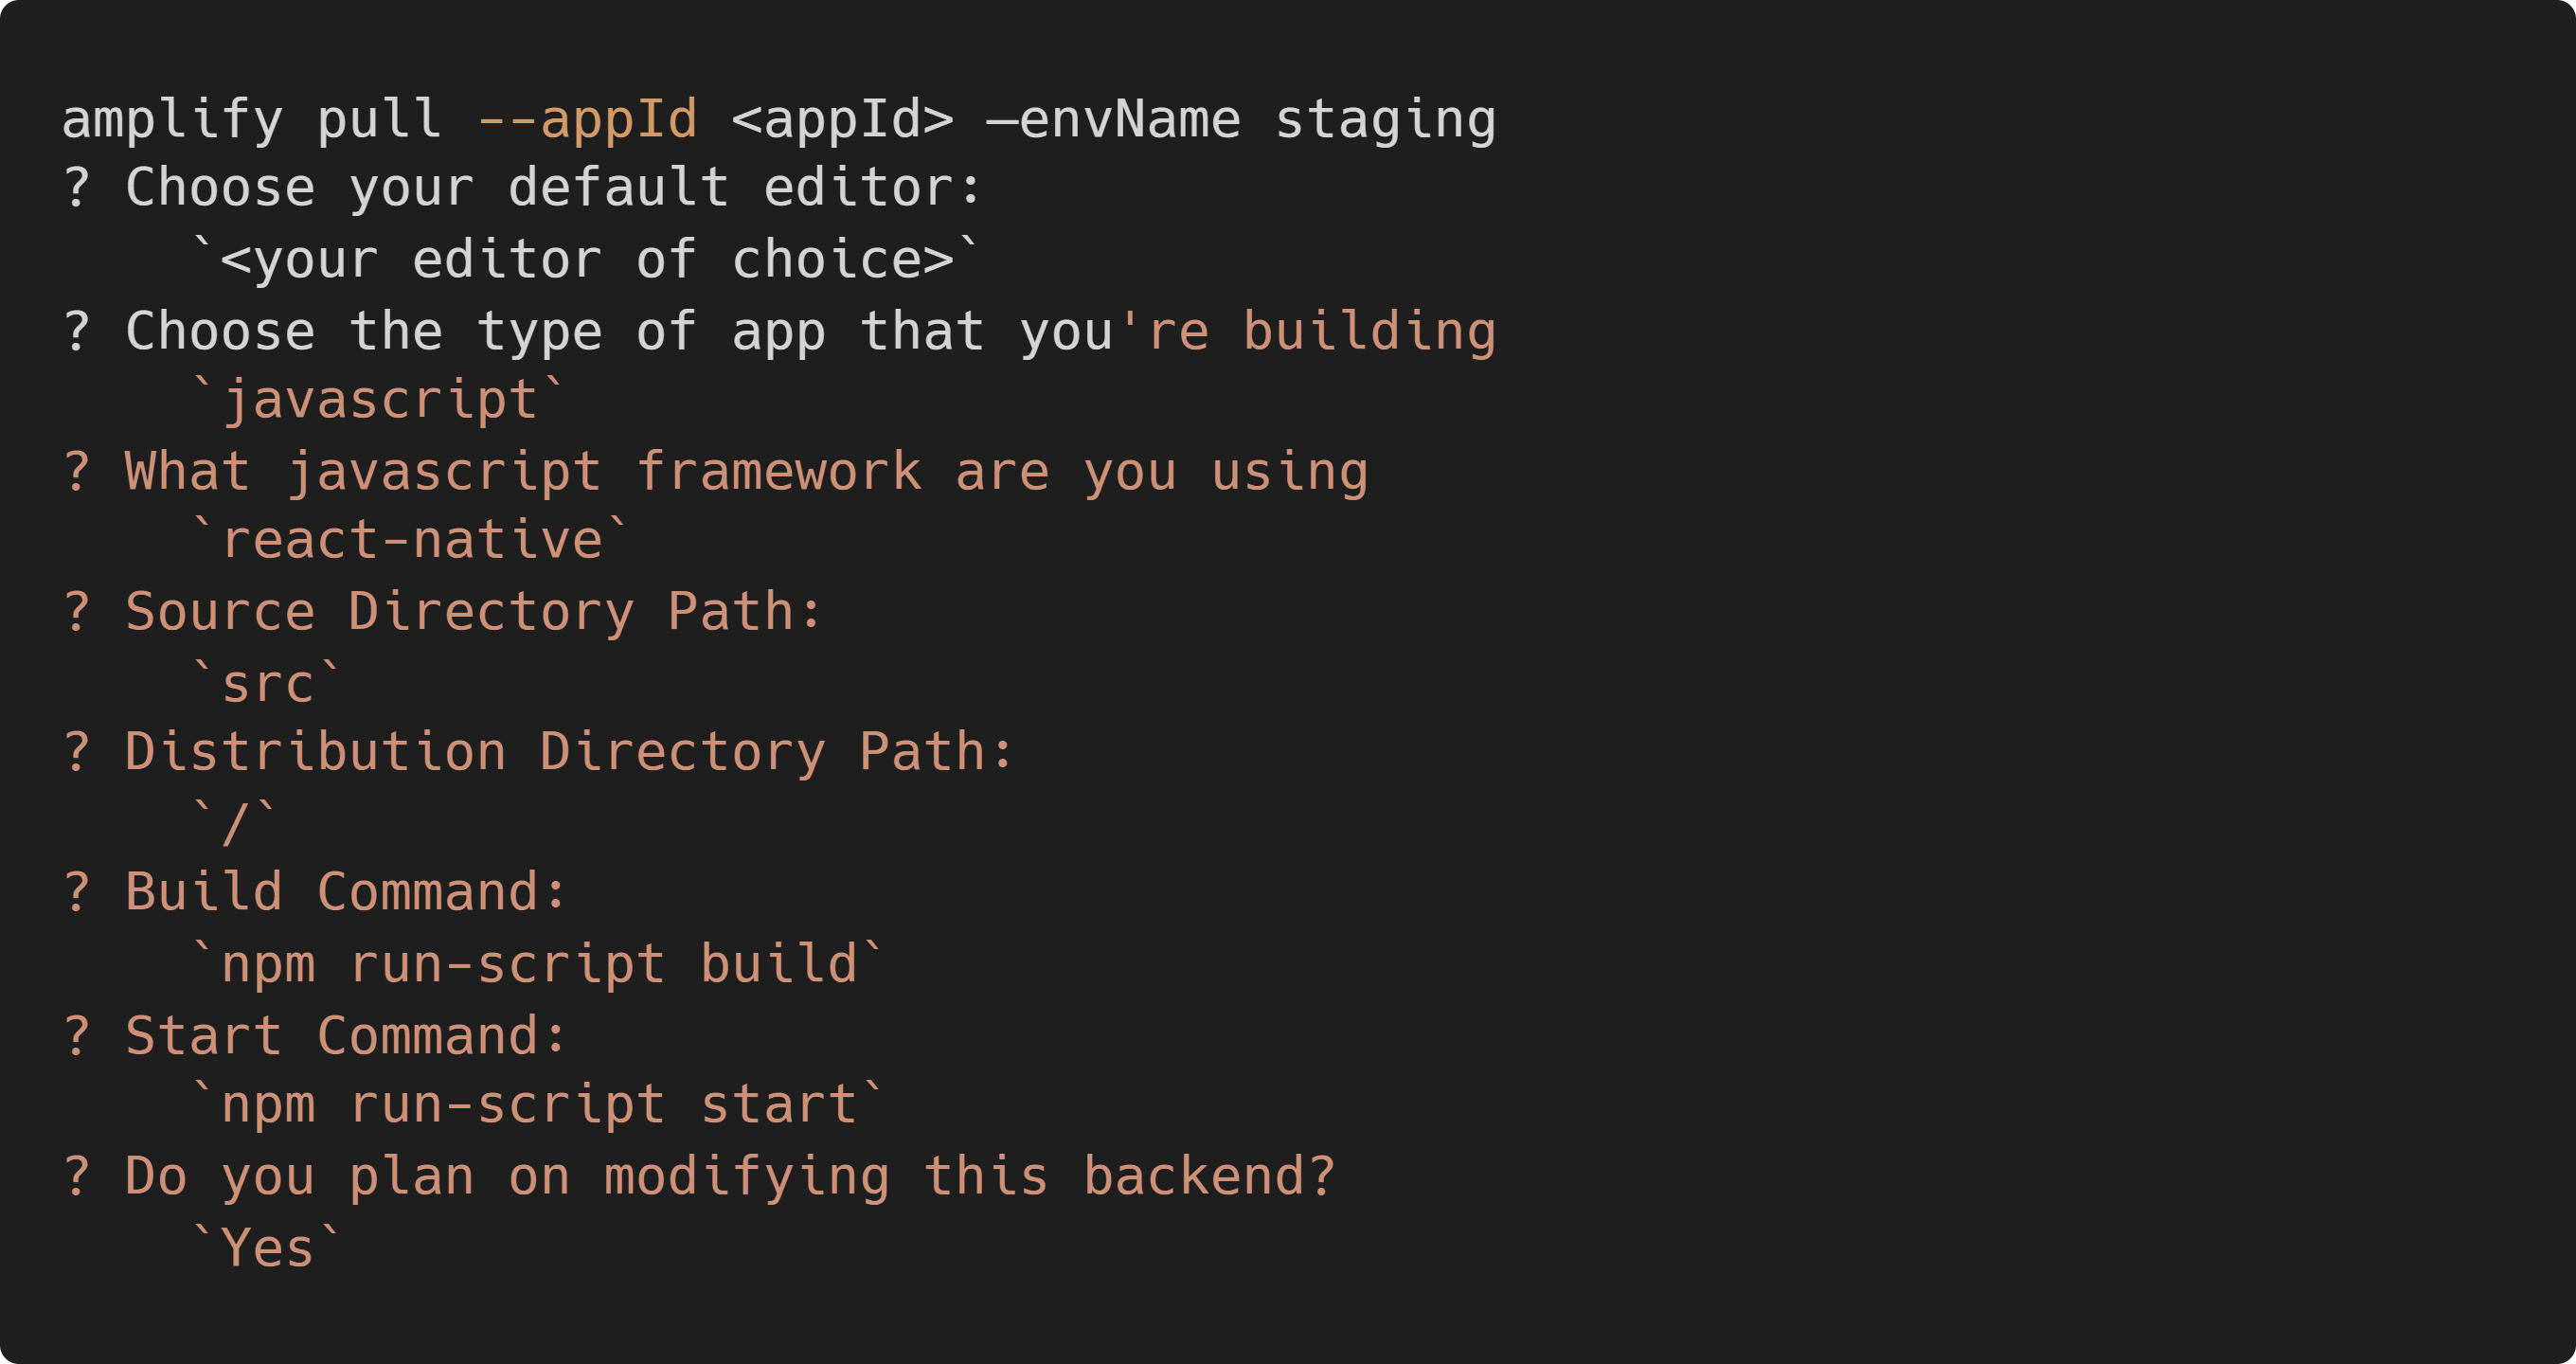 amplify pull --appId <appId> —envName staging
? Choose your default editor:
    `<your editor of choice>`
? Choose the type of app that you're building
    `javascript`
? What javascript framework are you using
    `react-native`
? Source Directory Path:
    `src`
? Distribution Directory Path:
    `/`
? Build Command:
    `npm run-script build`
? Start Command:
    `npm run-script start`
? Do you plan on modifying this backend?
    `Yes`